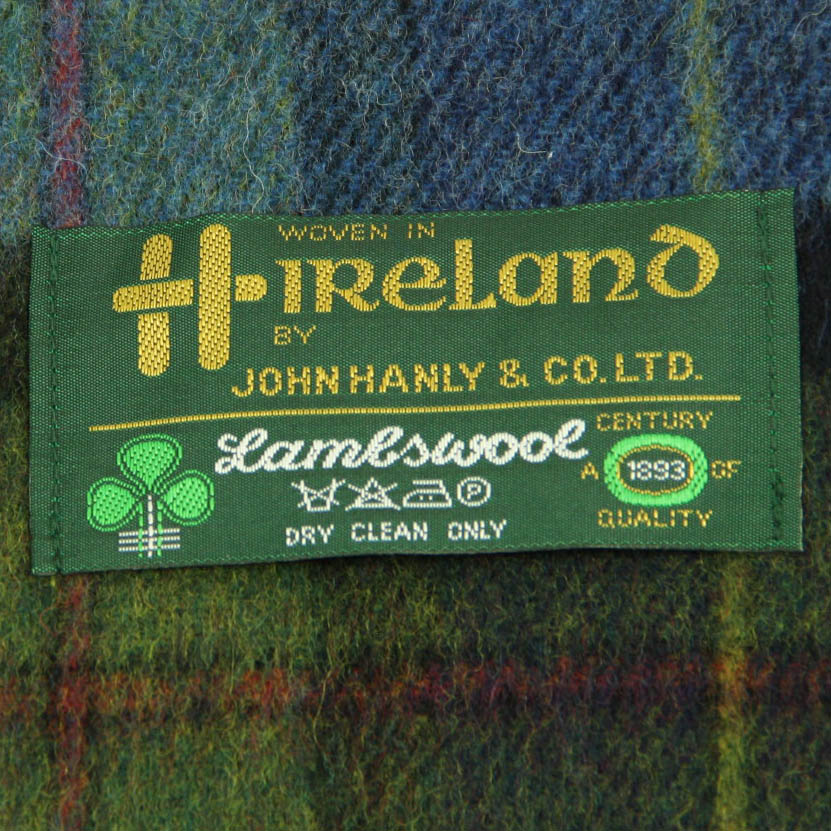 WOVEN IN
IRELAND
BY
JOHN HANLY & CO. LTD.
Lambswool
P
DRY CLEAN ONLY
CENTURY
A 1893 OF
QUALITY